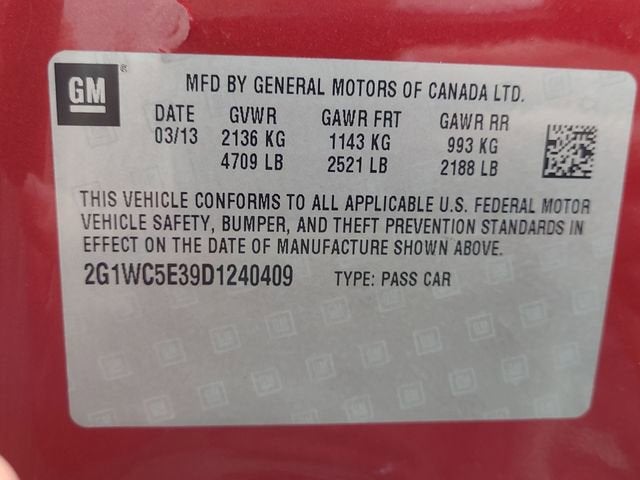 GM
MFD BY GENERAL MOTORS OF CANADA LTD.
DATE GVWR GAWR FRT GAWR RR
03/13 2136 KG 1143 KG 993 KG
4709 LB 2521 LB 2188 LB
THIS VEHICLE CONFORMS TO ALL APPLICABLE U.S. FEDERAL MOTOR
VEHICLE SAFETY, BUMPER, AND THEFT PREVENTION STANDARDS IN
EFFECT ON THE DATE OF MANUFACTURE SHOWN ABOVE.
2G1WC5E39D1240409 TYPE: PASS CAR